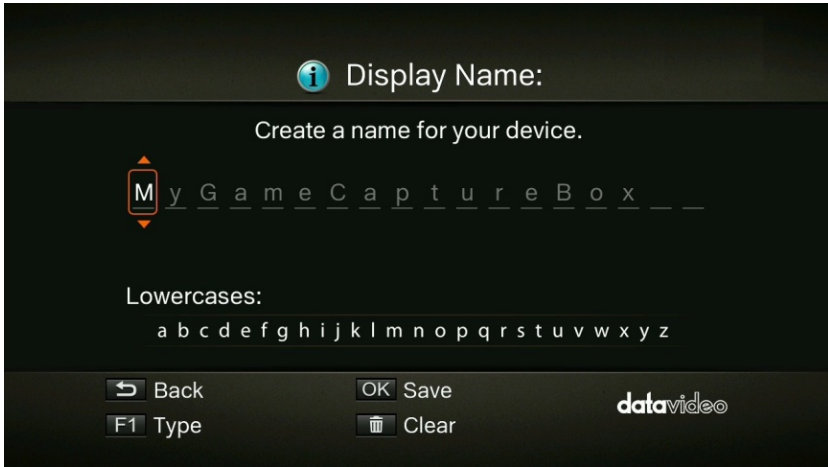 Display Name:
Create a name for your device.
M y G a m e C a p t u r e B o x _ _
Lowercases:
a b c d e f g h i j k l m n o p q r s t u v w x y z
Back
OK Save
F1 Type
Clear
datavideo